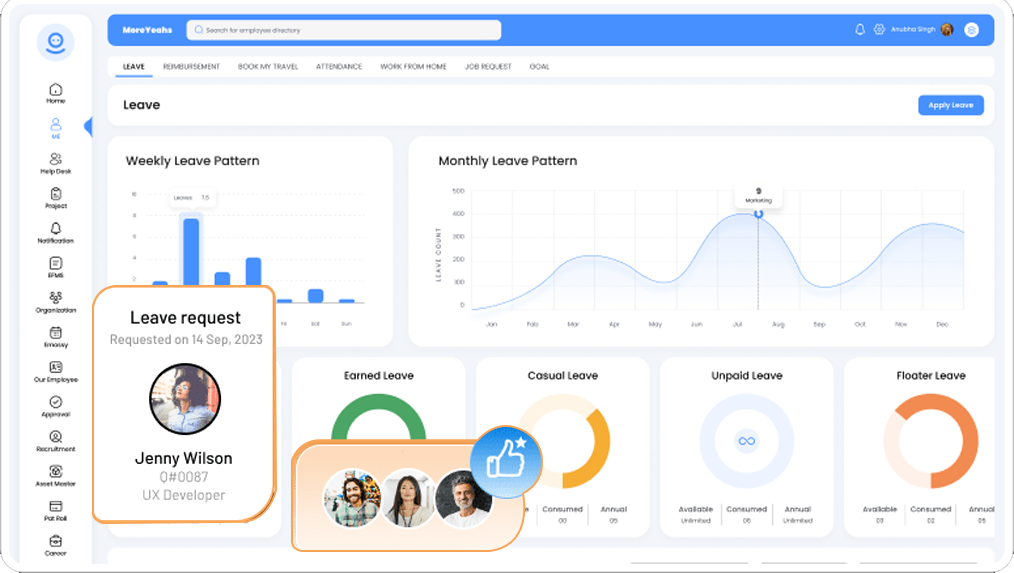 MoreYeahs
Search for employee directory
Anubha Singh
LEAVE REIMBURSEMENT BOOK MY TRAVEL ATTENDANCE WORK FROM HOME JOB REQUEST GOAL
Leave
Apply Leave
Home
ME
Help Desk
Project
Notification
EFMS
Organization
Emassy
Our Employee
Approval
Recruitment
Asset Master
Pat Roll
Career
Weekly Leave Pattern
10
8
6
4
2
Leaves 7.5
Fri Sat Sun
Monthly Leave Pattern
LEAVE COUNT
500
400
300
200
100
0
9
Marketing
Jan Feb Mar Apr May Jun Jul Aug Sep Oct Nov Dec
Leave request
Requested on 14 Sep, 2023
Jenny Wilson
Q#0087
UX Developer
Earned Leave
Casual Leave
Consumed Annual
00 05
Unpaid Leave
Available Consumed Annual
Unlimited 06 Unlimited
Floater Leave
Available Consumed Annu
03 02 05